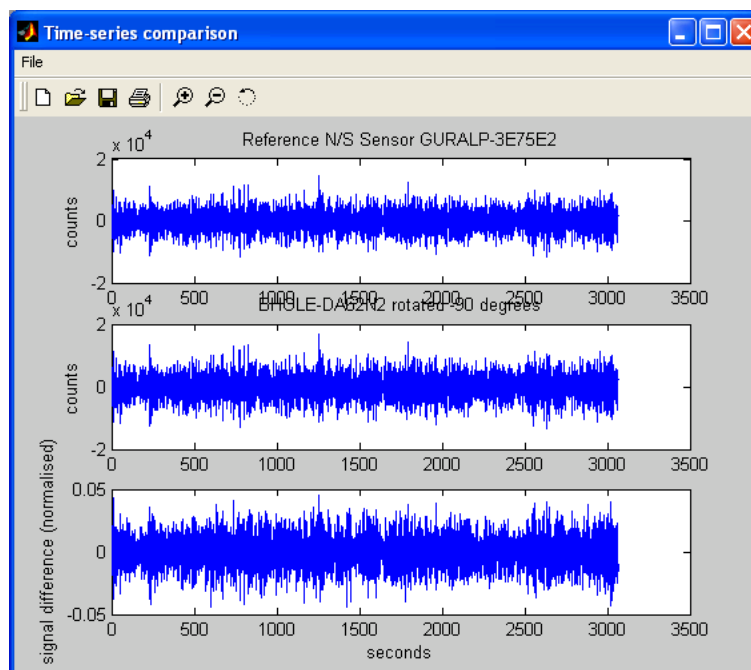 Time-series comparison
File
x 10^4
Reference N/S Sensor GURALP-3E75E2
2
0
-2
counts
0 500 1000 1500 2000 2500 3000 3500
x 10^4
rotated -90 degrees
2
0
-2
counts
0 500 1000 1500 2000 2500 3000 3500
0.05
0
-0.05
signal difference (normalised)
0 500 1000 1500 2000 2500 3000 3500
seconds